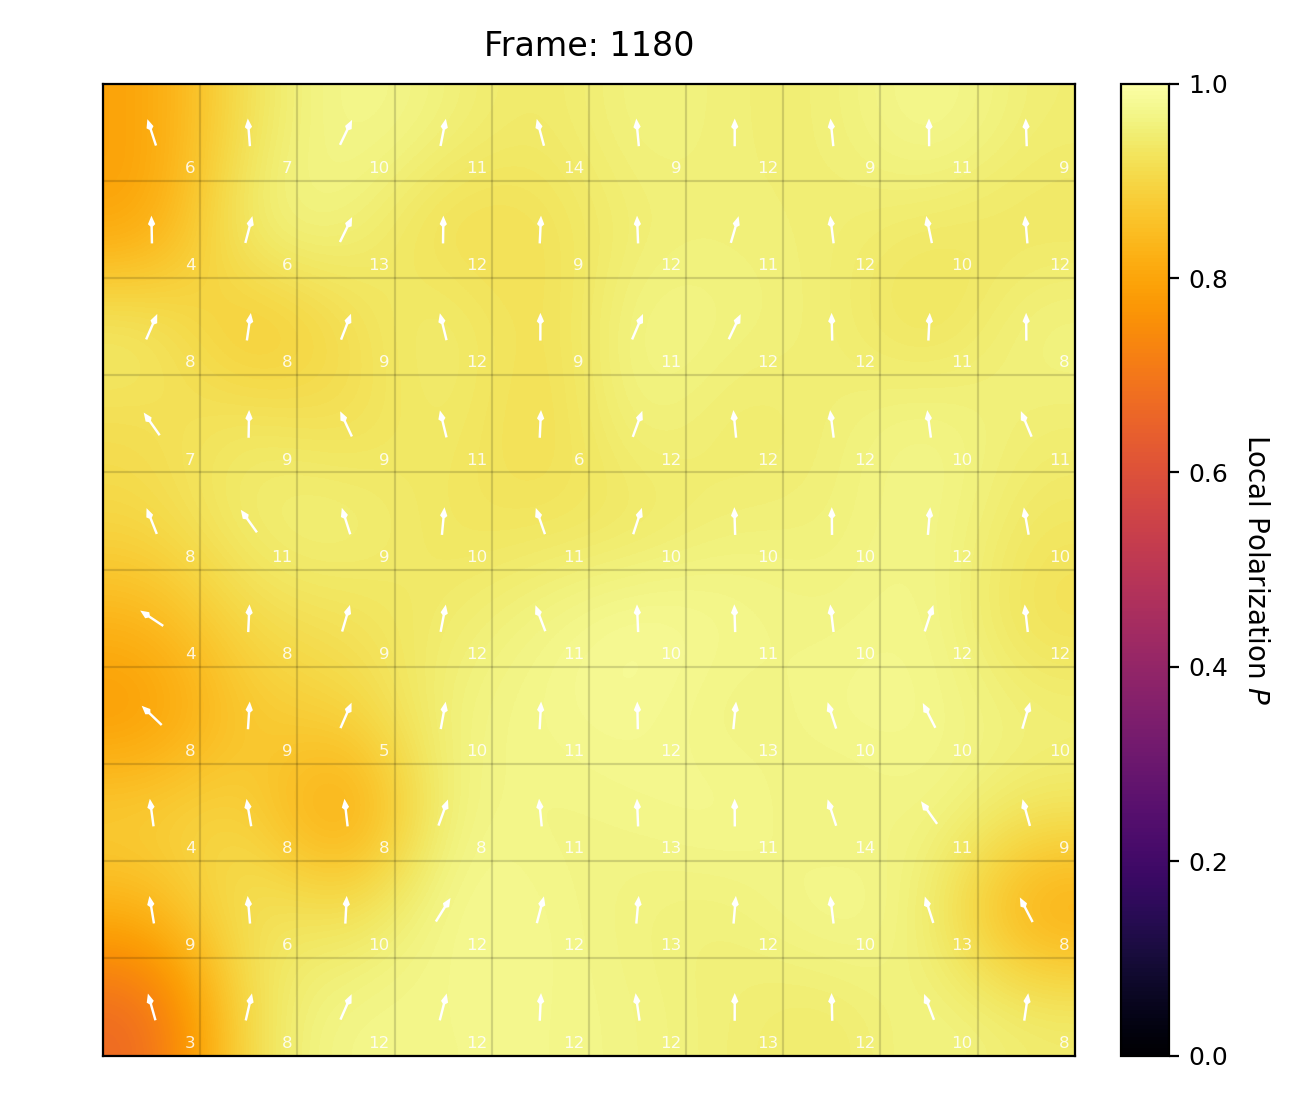 Frame: 1180
6 7 10 11 14 9 12 9 11 9
4 6 13 12 9 12 11 12 10 12
8 8 9 12 9 11 12 12 11 8
7 9 9 11 6 12 12 12 10 11
8 11 9 10 11 10 10 10 12 10
4 8 9 12 11 10 11 10 12 12
8 9 5 10 11 12 13 10 10 10
4 8 8 8 11 13 11 14 11 9
9 6 10 12 12 13 12 10 13 8
3 8 12 12 12 12 13 12 10 8
1.0
0.8
0.6
0.4
0.2
0.0
Local Polarization P